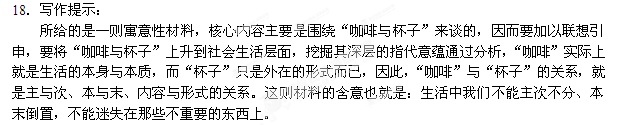 18. 写作提示：
所给的是一则寓意性材料，核心内容主要是围绕“咖啡与杯子”来谈的，因而要加以联想引
申，要将“咖啡与杯子”上升到社会生活层面，挖掘其深层的指代意蕴通过分析，“咖啡”实际上
就是生活的本身与本质，而“杯子”只是外在的形式而已，因此，“咖啡”与“杯子”的关系，就
是主与次、本与末、内容与形式的关系。这则材料的含意也就是：生活中我们不能主次不分、本
末倒置，不能迷失在那些不重要的东西上。